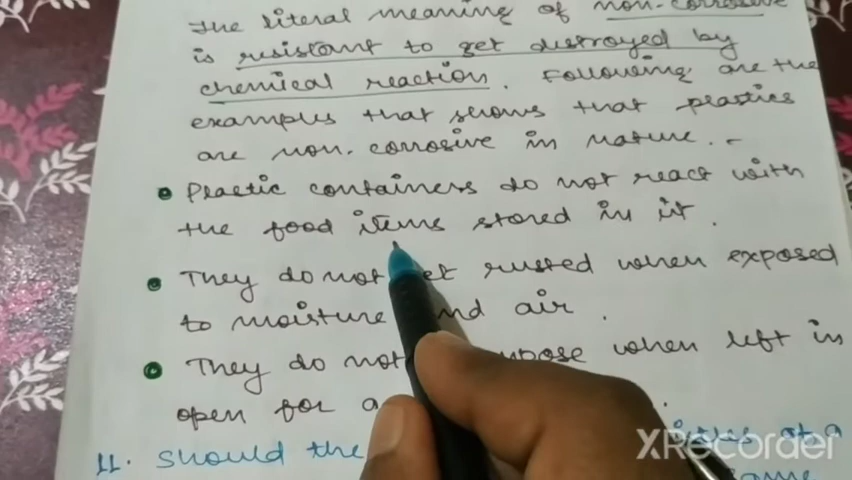 The literal meaning of non-corrosive
is resistant to get destroyed by
chemical reaction. Following are the
examples that shows that plastics
are non-corrosive in nature. -
• Plastic containers do not react with
the food items stored in it.
• They do not get rusted when exposed
to moisture and air.
• They do not when left in
open for a
11. Should the at a
XRecorder